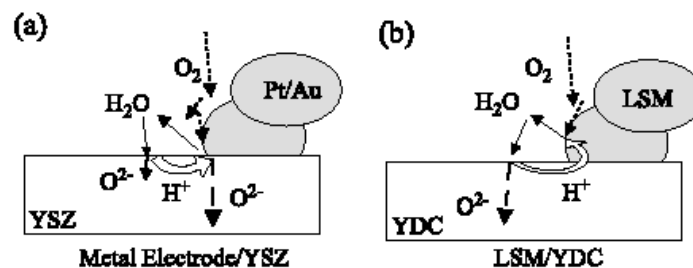 (a)
O2
Pt/Au
H2O
O2-
H+
O2-
YSZ
Metal Electrode/YSZ
(b)
O2
LSM
H2O
O2-
H+
YDC
LSM/YDC